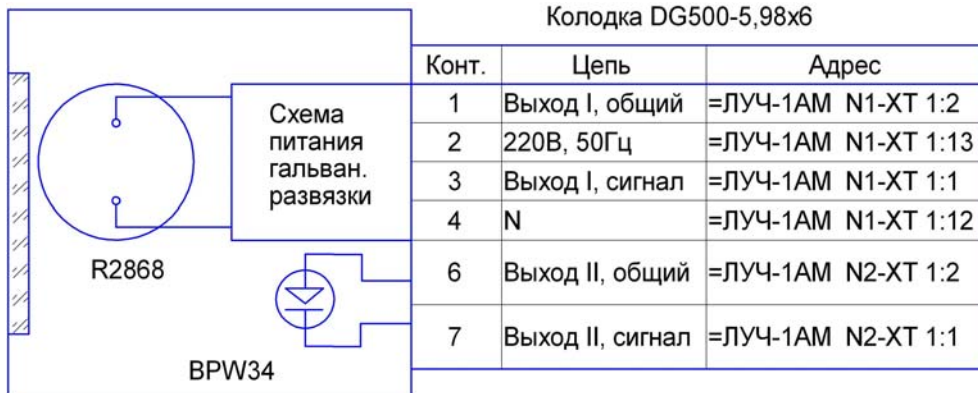 Колодка DG500-5,98х6
Конт. Цепь Адрес
1 Выход I, общий =ЛУЧ-1АМ N1-XT 1:2
2 220В, 50Гц =ЛУЧ-1АМ N1-XT 1:13
3 Выход I, сигнал =ЛУЧ-1АМ N1-XT 1:1
4 N =ЛУЧ-1АМ N1-XT 1:12
6 Выход II, общий =ЛУЧ-1АМ N2-XT 1:2
7 Выход II, сигнал =ЛУЧ-1АМ N2-XT 1:1
Схема
питания
гальван.
развязки
R2868
BPW34